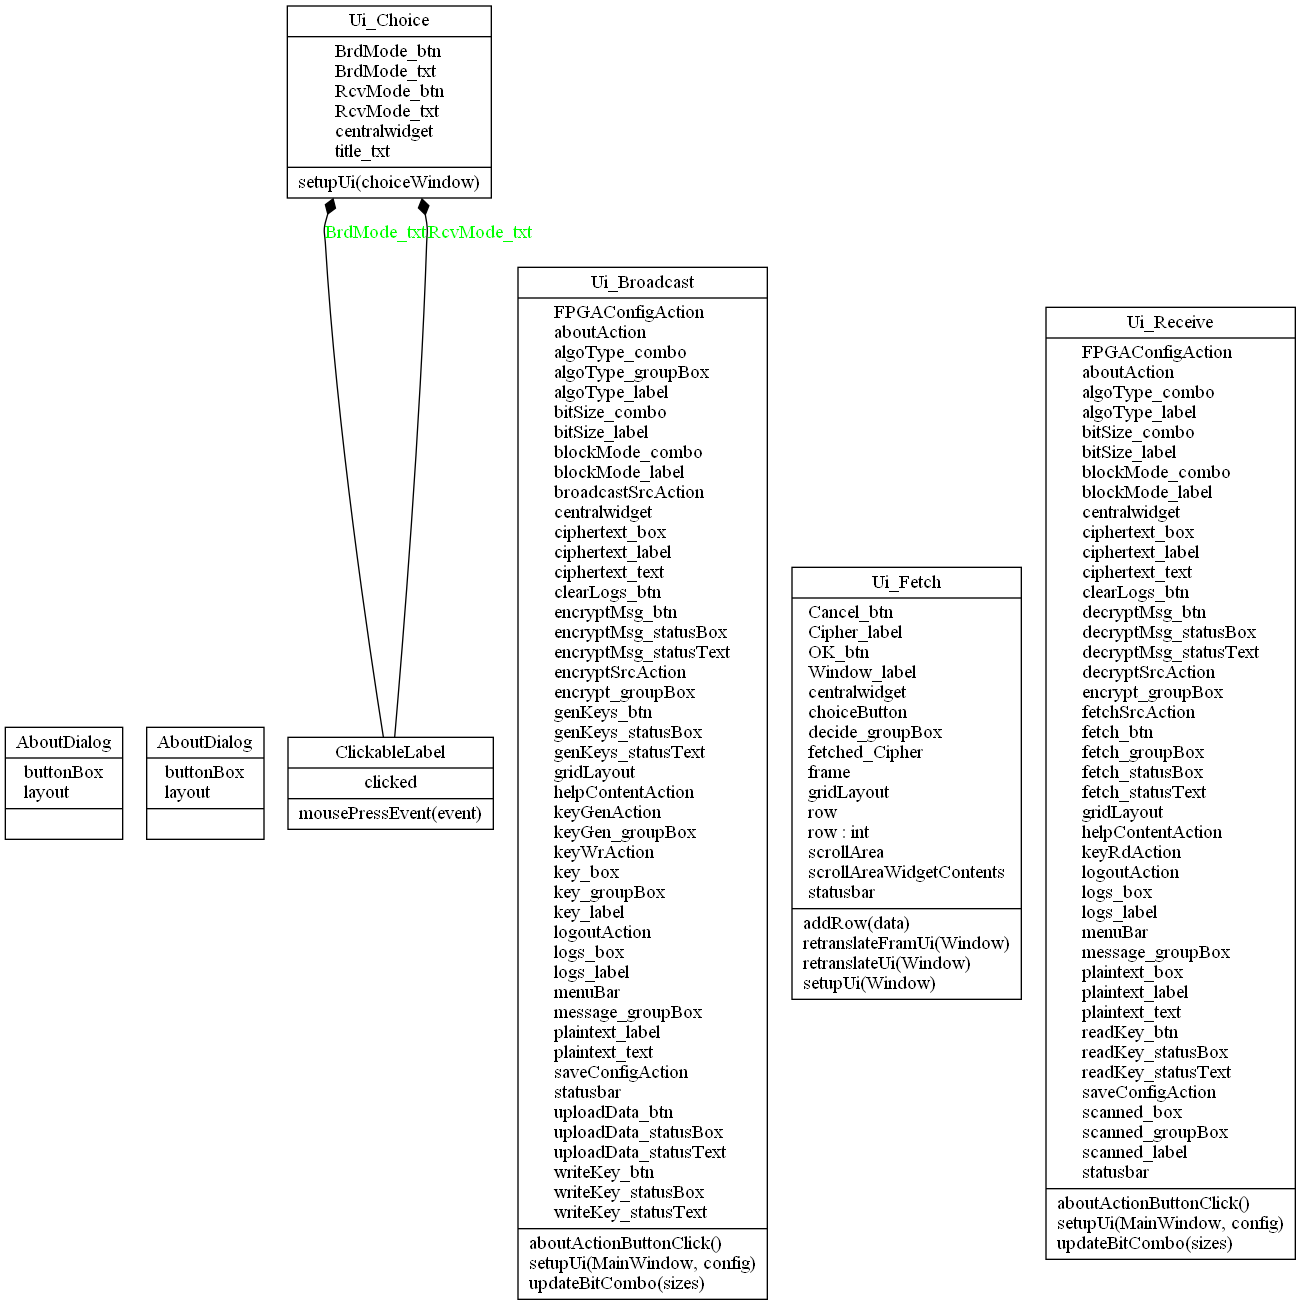 Ui_Choice
BrdMode_btn
BrdMode_txt
RcvMode_btn
RcvMode_txt
centralwidget
title_txt
setupUi(choiceWindow)
BrdMode_txt
RcvMode_txt
AboutDialog
buttonBox
layout
AboutDialog
buttonBox
layout
ClickableLabel
clicked
mousePressEvent(event)
Ui_Broadcast
FPGAConfigAction
aboutAction
algoType_combo
algoType_groupBox
algoType_label
bitSize_combo
bitSize_label
blockMode_combo
blockMode_label
broadcastSrcAction
centralwidget
ciphertext_box
ciphertext_label
ciphertext_text
clearLogs_btn
encryptMsg_btn
encryptMsg_statusBox
encryptMsg_statusText
encryptSrcAction
encrypt_groupBox
genKeys_btn
genKeys_statusBox
genKeys_statusText
gridLayout
helpContentAction
keyGenAction
keyGen_groupBox
keyWrAction
key_box
key_groupBox
key_label
logoutAction
logs_box
logs_label
menuBar
message_groupBox
plaintext_label
plaintext_text
saveConfigAction
statusbar
uploadData_btn
uploadData_statusBox
uploadData_statusText
writeKey_btn
writeKey_statusBox
writeKey_statusText
aboutActionButtonClick()
setupUi(MainWindow, config)
updateBitCombo(sizes)
Ui_Fetch
Cancel_btn
Cipher_label
OK_btn
Window_label
centralwidget
choiceButton
decide_groupBox
fetched_Cipher
frame
gridLayout
row
row : int
scrollArea
scrollAreaWidgetContents
statusbar
addRow(data)
retranslateFramUi(Window)
retranslateUi(Window)
setupUi(Window)
Ui_Receive
FPGAConfigAction
aboutAction
algoType_combo
algoType_label
bitSize_combo
bitSize_label
blockMode_combo
blockMode_label
centralwidget
ciphertext_box
ciphertext_label
ciphertext_text
clearLogs_btn
decryptMsg_btn
decryptMsg_statusBox
decryptMsg_statusText
decryptSrcAction
encrypt_groupBox
fetchSrcAction
fetch_btn
fetch_groupBox
fetch_statusBox
fetch_statusText
gridLayout
helpContentAction
keyRdAction
logoutAction
logs_box
logs_label
menuBar
message_groupBox
plaintext_box
plaintext_label
plaintext_text
readKey_btn
readKey_statusBox
readKey_statusText
saveConfigAction
scanned_box
scanned_groupBox
scanned_label
statusbar
aboutActionButtonClick()
setupUi(MainWindow, config)
updateBitCombo(sizes)